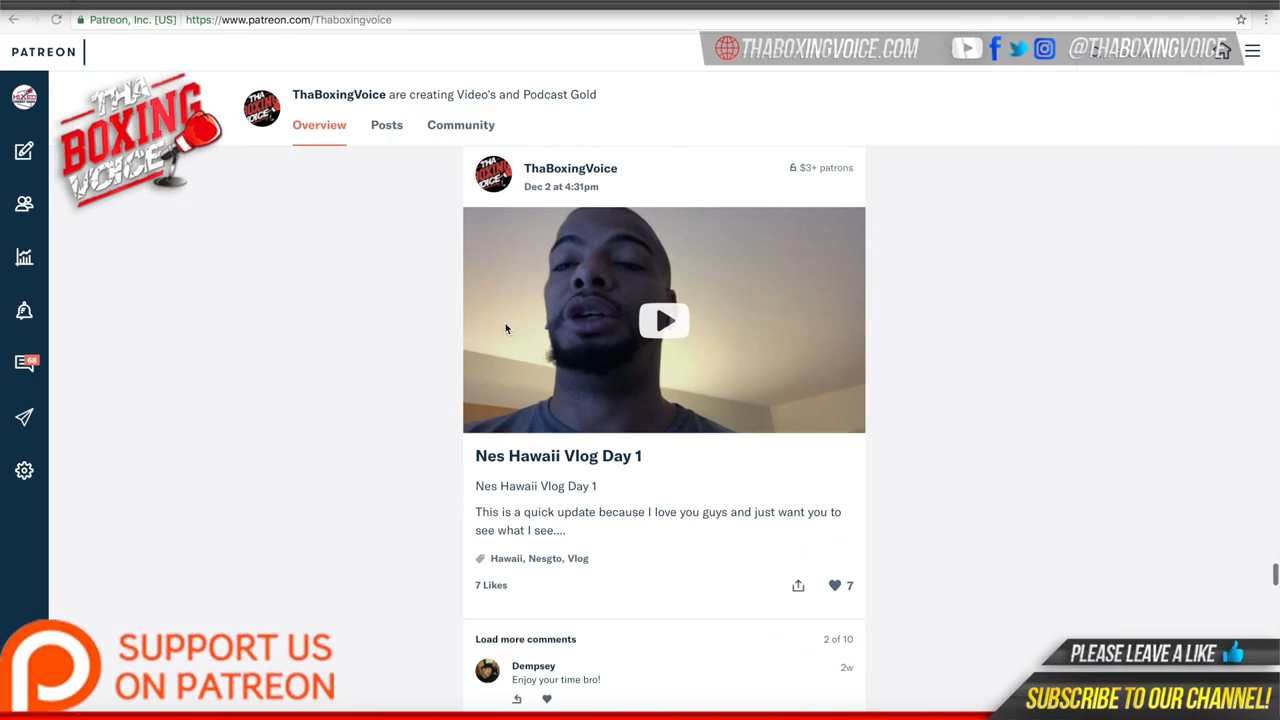 Patreon, Inc. [US]
https://www.patreon.com/Thaboxingvoice
PATREON
THABOXINGVOICE.COM
@THABOXINGVOICE
THA
BOXING
VOICE
ThaBoxingVoice are creating Video's and Podcast Gold
Overview
Posts
Community
ThaBoxingVoice
$3+ patrons
Dec 2 at 4:31pm
68
Nes Hawaii Vlog Day 1
Nes Hawaii Vlog Day 1
This is a quick update because I love you guys and just want you to
see what I see....
Hawaii, Nesgto, Vlog
7 Likes
7
Load more comments
2 of 10
Dempsey
2w
Enjoy your time bro!
SUPPORT US
ON PATREON
PLEASE LEAVE A LIKE
SUBSCRIBE TO OUR CHANNEL!